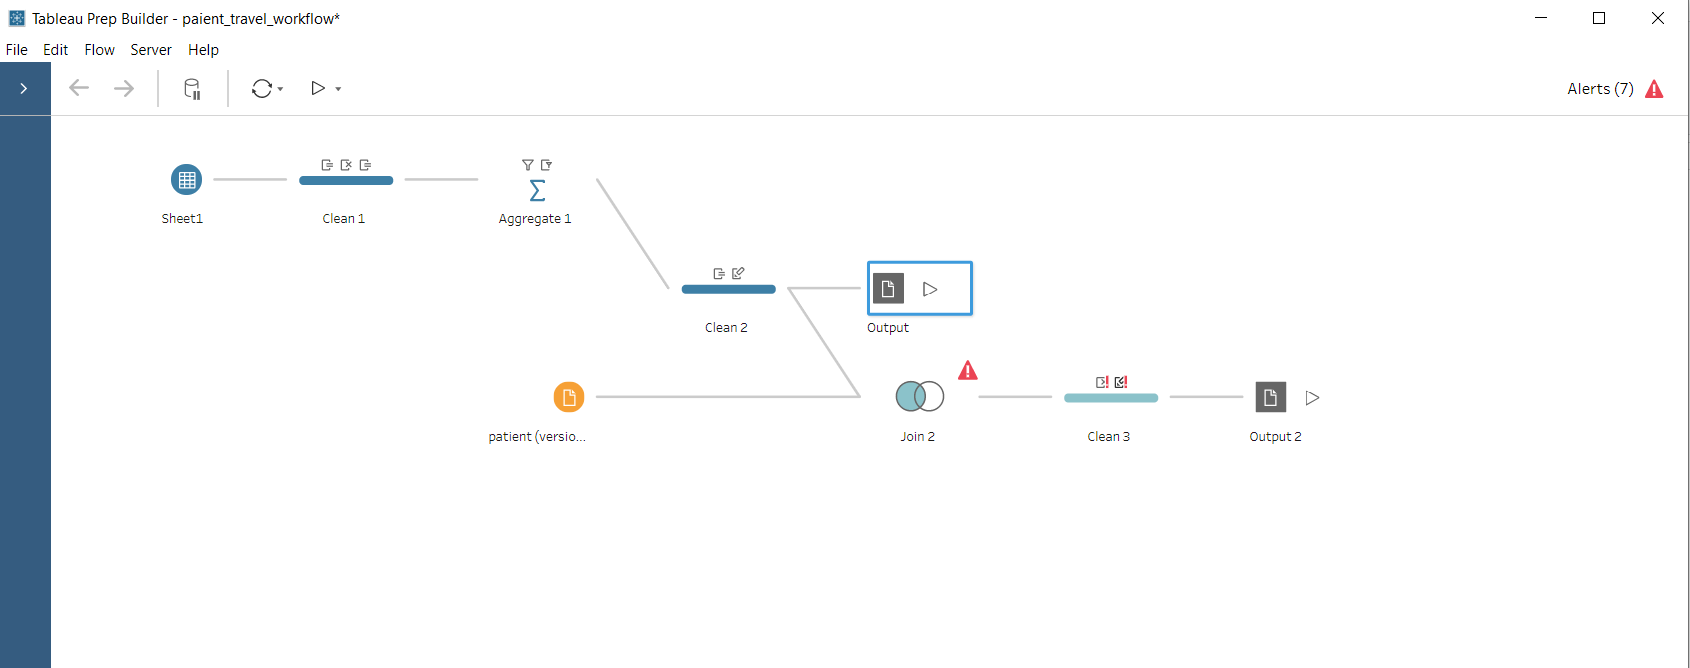 Tableau Prep Builder - paient_travel_workflow*
File Edit Flow Server Help
Alerts (7)
Sheet1
Clean 1
Aggregate 1
Clean 2
Output
patient (versio...
Join 2
Clean 3
Output 2